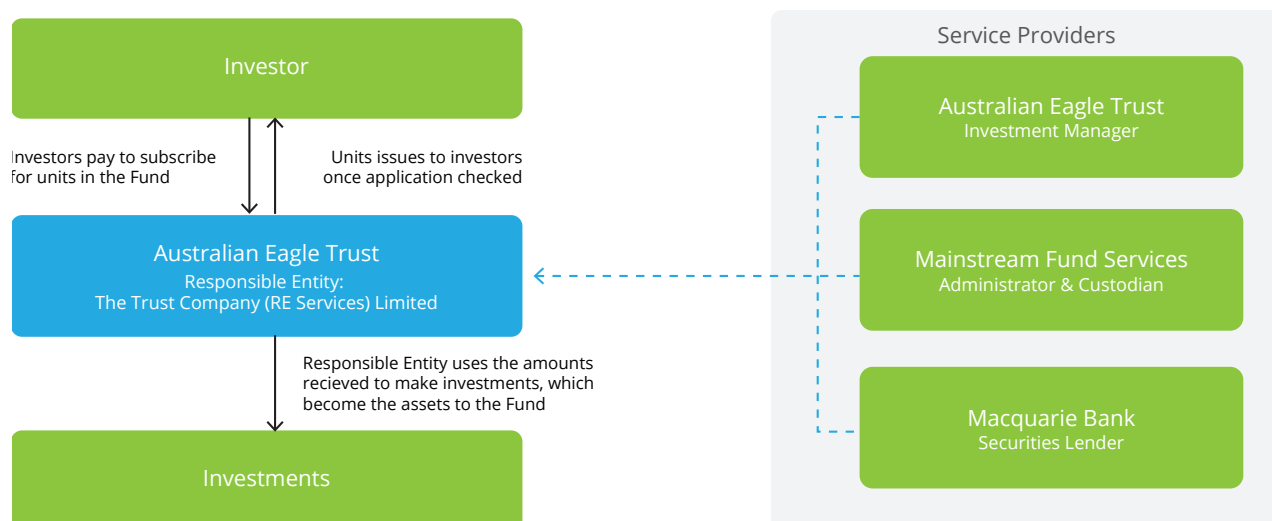 Investor
Investors pay to subscribe
for units in the Fund
Units issues to investors
once application checked
Australian Eagle Trust
Responsible Entity:
The Trust Company (RE Services) Limited
Responsible Entity uses the amounts
recieved to make investments, which
become the assets to the Fund
Investments
Service Providers
Australian Eagle Trust
Investment Manager
Mainstream Fund Services
Administrator & Custodian
Macquarie Bank
Securities Lender